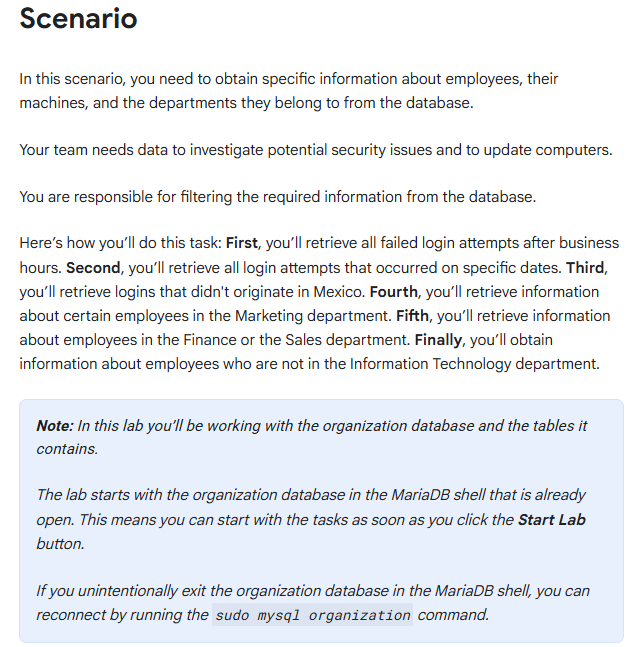 Scenario
In this scenario, you need to obtain specific information about employees, their
machines, and the departments they belong to from the database.
Your team needs data to investigate potential security issues and to update computers.
You are responsible for filtering the required information from the database.
Here’s how you’ll do this task: First, you’ll retrieve all failed login attempts after business
hours. Second, you’ll retrieve all login attempts that occurred on specific dates. Third,
you’ll retrieve logins that didn't originate in Mexico. Fourth, you’ll retrieve information
about certain employees in the Marketing department. Fifth, you’ll retrieve information
about employees in the Finance or the Sales department. Finally, you’ll obtain
information about employees who are not in the Information Technology department.
Note: In this lab you’ll be working with the organization database and the tables it
contains.
The lab starts with the organization database in the MariaDB shell that is already
open. This means you can start with the tasks as soon as you click the Start Lab
button.
If you unintentionally exit the organization database in the MariaDB shell, you can
reconnect by running the sudo mysql organization command.